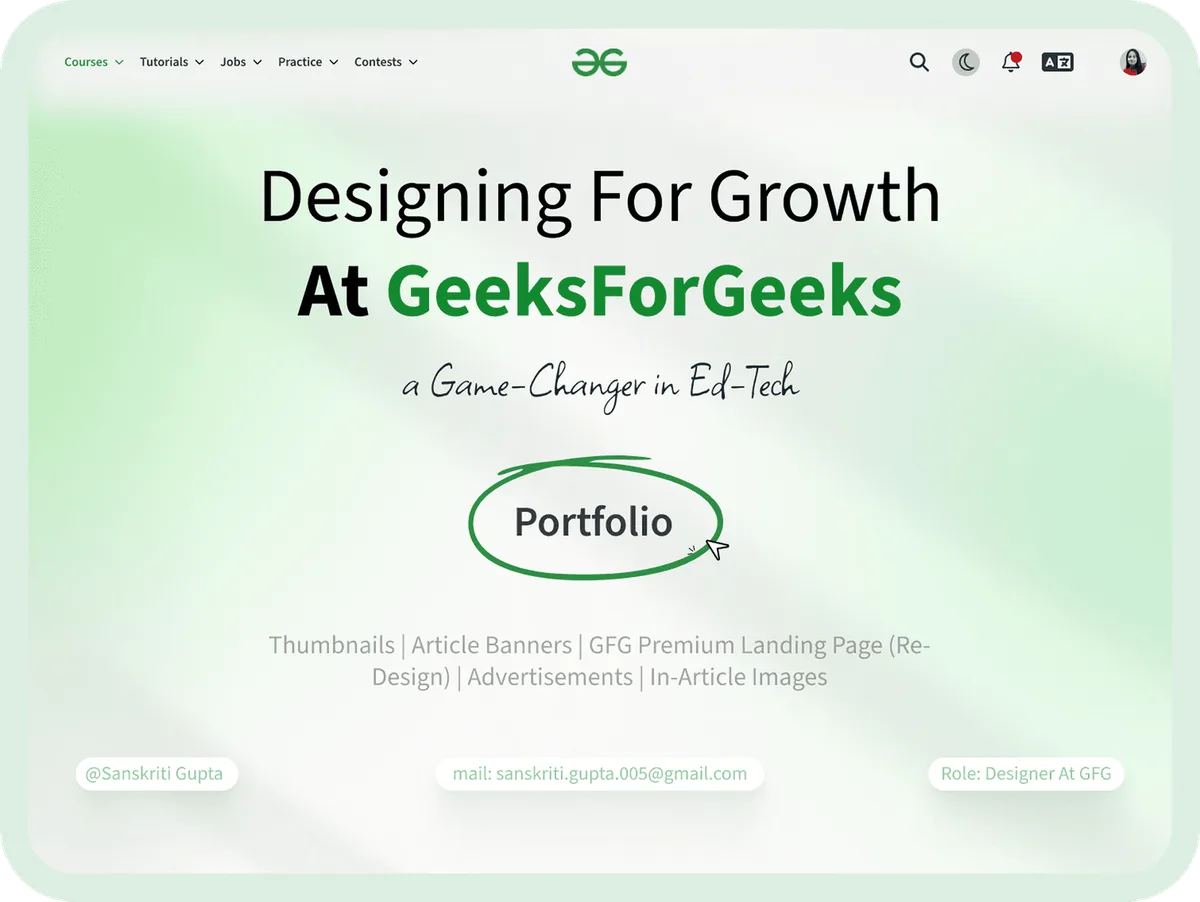 Courses Tutorials Jobs Practice Contests
Designing For Growth
At GeeksForGeeks
a Game-Changer in Ed-Tech
Portfolio
Thumbnails | Article Banners | GFG Premium Landing Page (Re-
Design) | Advertisements | In-Article Images
@Sanskriti Gupta mail: sanskriti.gupta.005@gmail.com Role: Designer At GFG